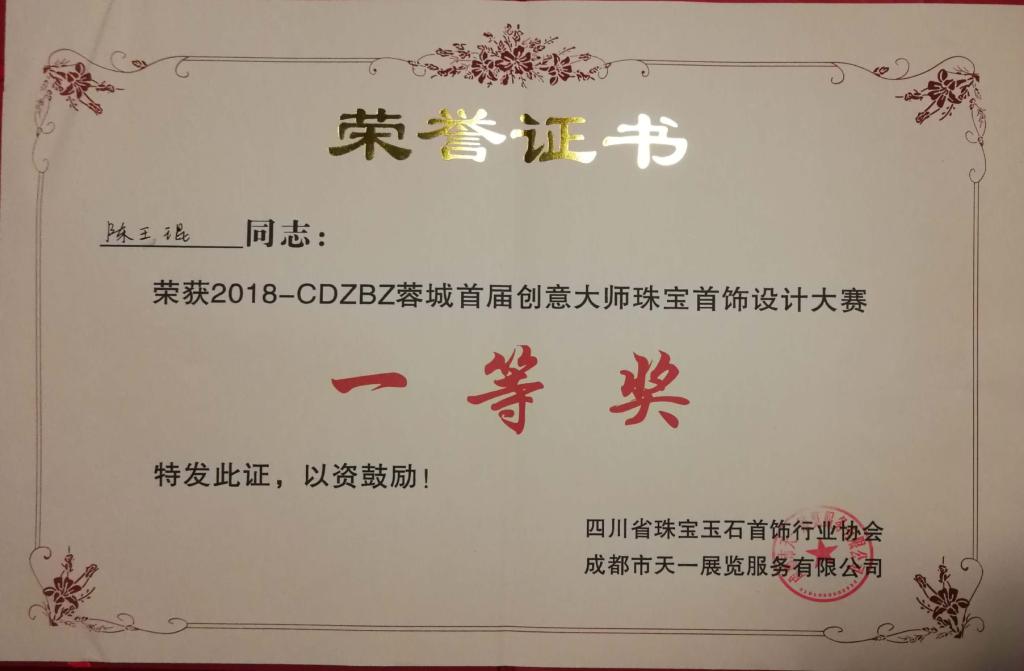 荣誉证书
陈王琨 同志：
荣获2018-CDZBZ蓉城首届创意大师珠宝首饰设计大赛
一等奖
特发此证，以资鼓励！
四川省珠宝玉石首饰行业协会
成都市天一展览服务有限公司